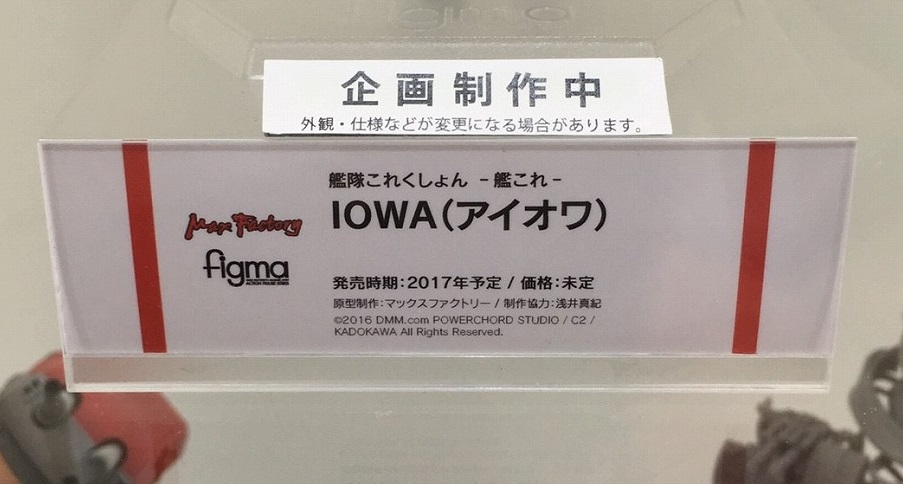 企画制作中
外観・仕様などが変更になる場合があります。
艦隊これくしょん -艦これ-
IOWA(アイオワ)
Max Factory
figma
発売時期:2017年予定 / 価格:未定
原型制作:マックスファクトリー / 制作協力:浅井真紀
©2016 DMM.com POWERCHORD STUDIO / C2 /
KADOKAWA All Rights Reserved.